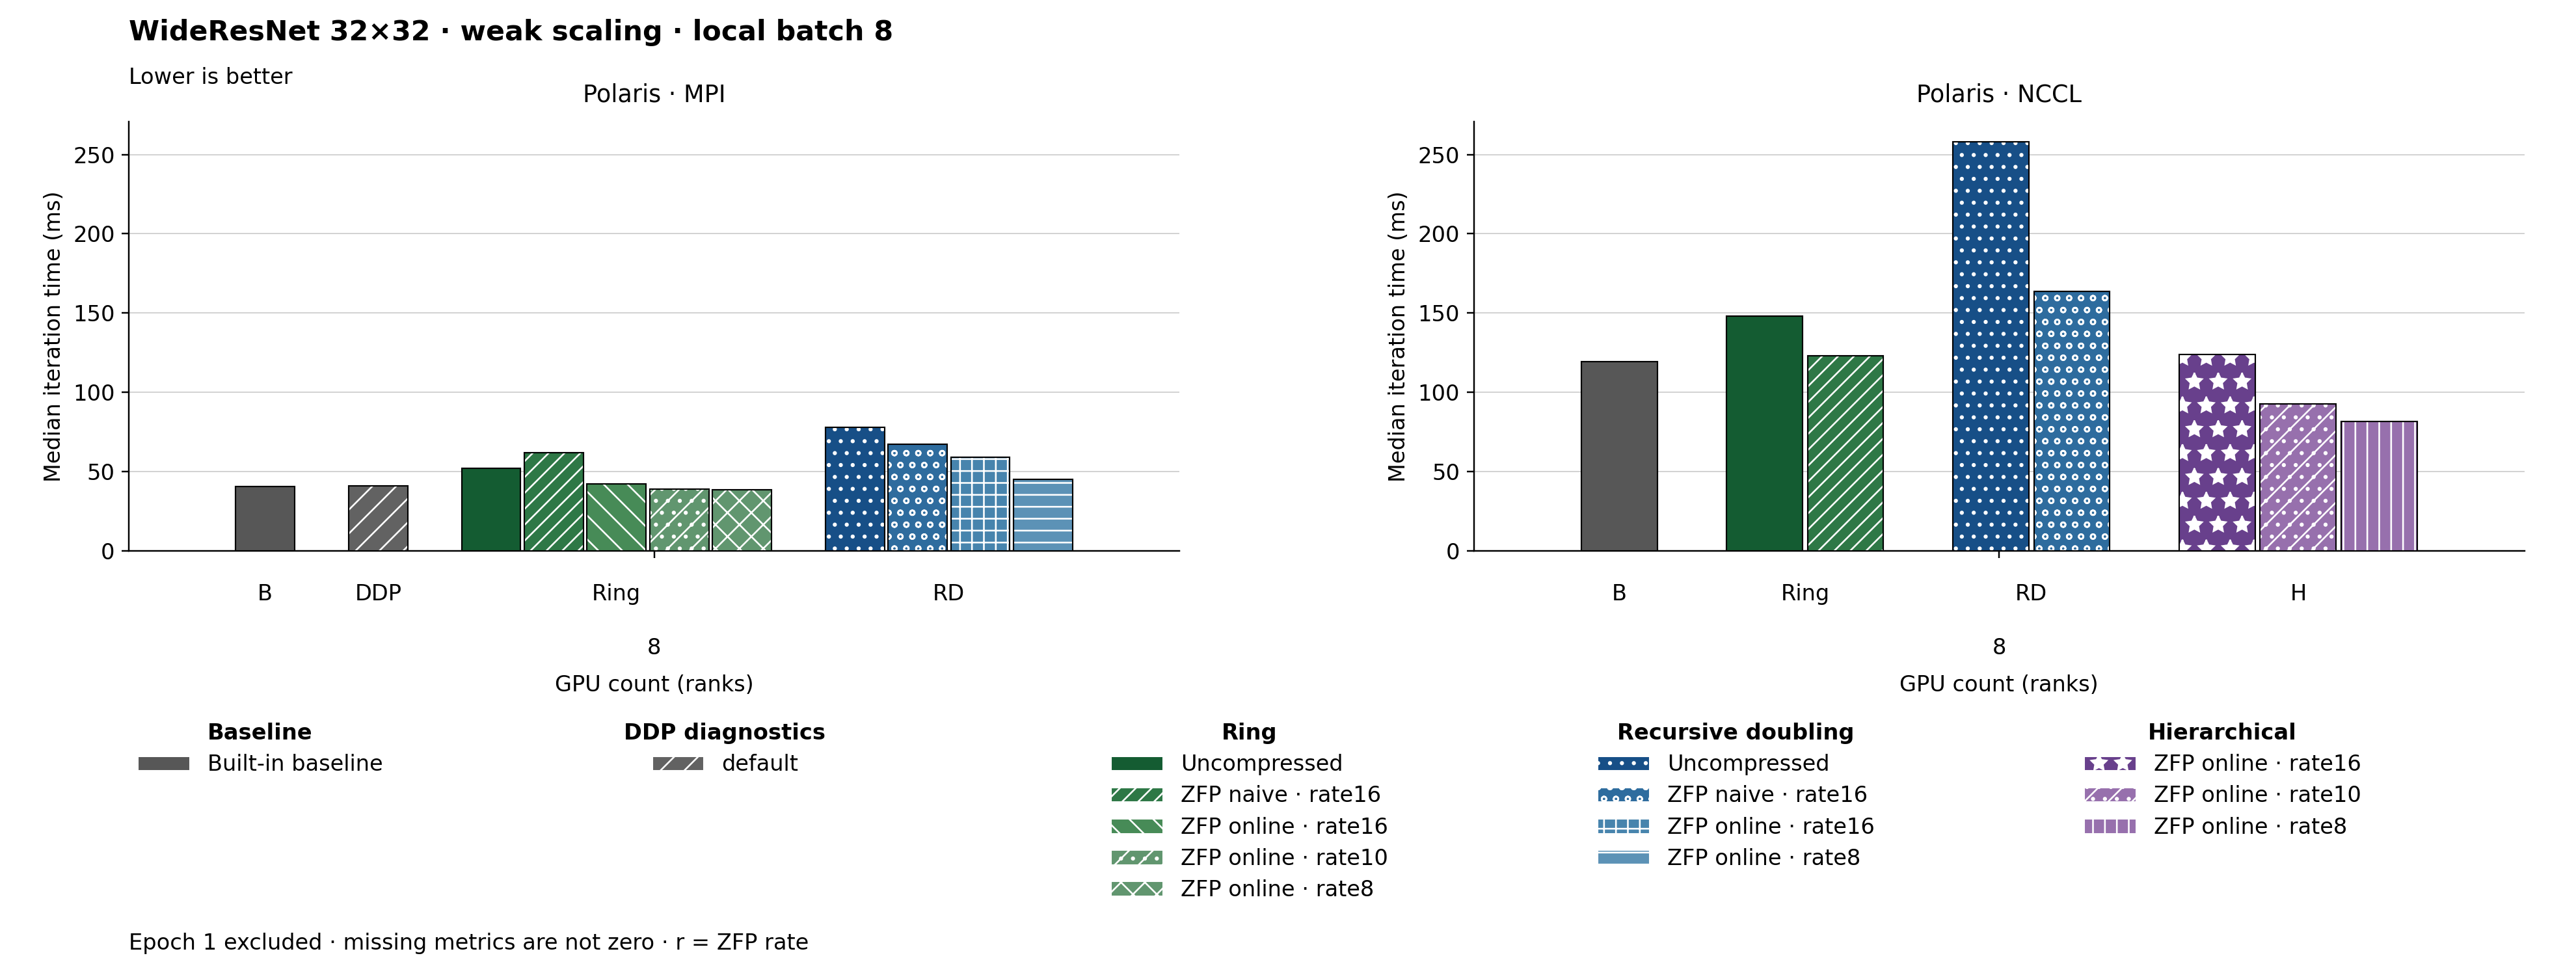 WideResNet 32×32 · weak scaling · local batch 8
Lower is better
Polaris · MPI
Median iteration time (ms)
250
200
150
100
50
0
B DDP Ring RD
8
GPU count (ranks)
Polaris · NCCL
Median iteration time (ms)
250
200
150
100
50
0
B Ring RD H
8
GPU count (ranks)
Baseline
Built-in baseline
DDP diagnostics
default
Ring
Uncompressed
ZFP naive · rate16
ZFP online · rate16
ZFP online · rate10
ZFP online · rate8
Recursive doubling
Uncompressed
ZFP naive · rate16
ZFP online · rate16
ZFP online · rate8
Hierarchical
ZFP online · rate16
ZFP online · rate10
ZFP online · rate8
Epoch 1 excluded · missing metrics are not zero · r = ZFP rate